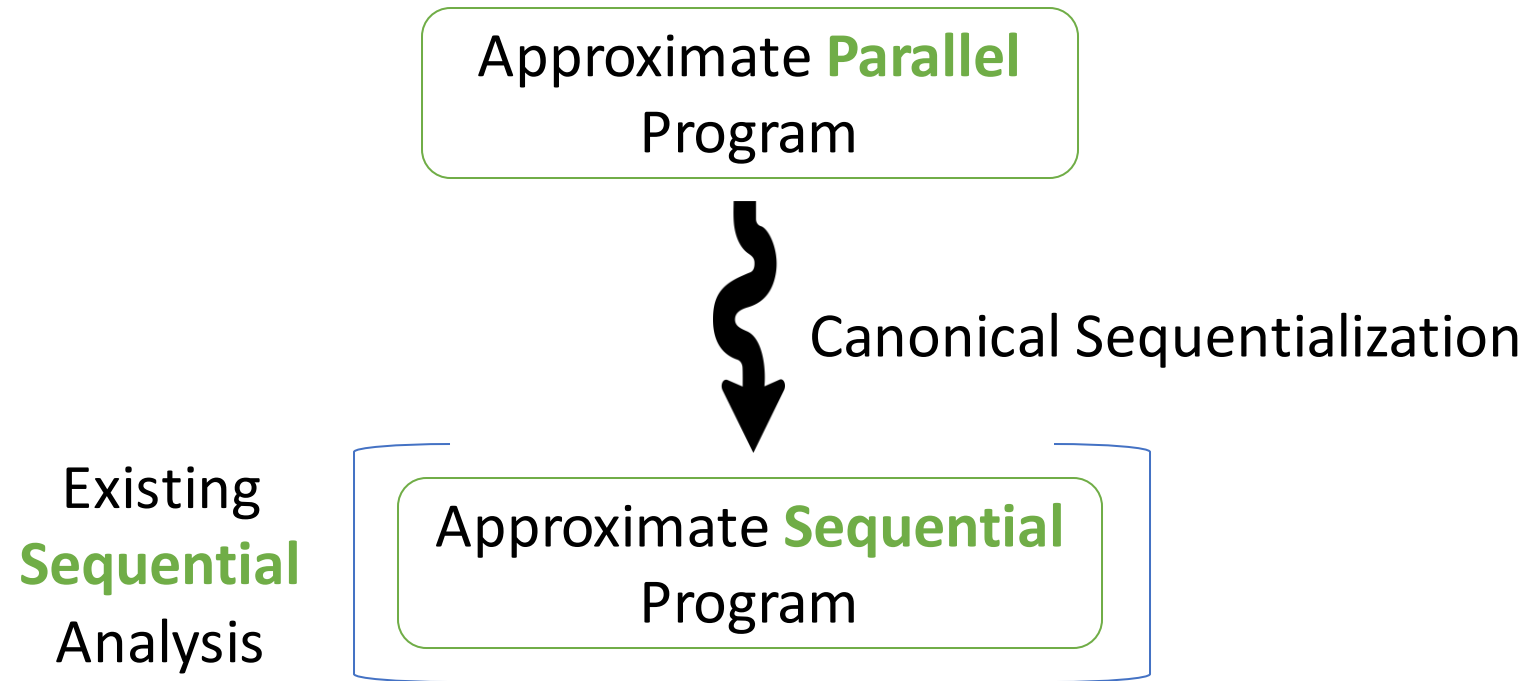 Approximate Parallel
Program
Canonical Sequentialization
Existing
Sequential
Analysis
Approximate Sequential
Program